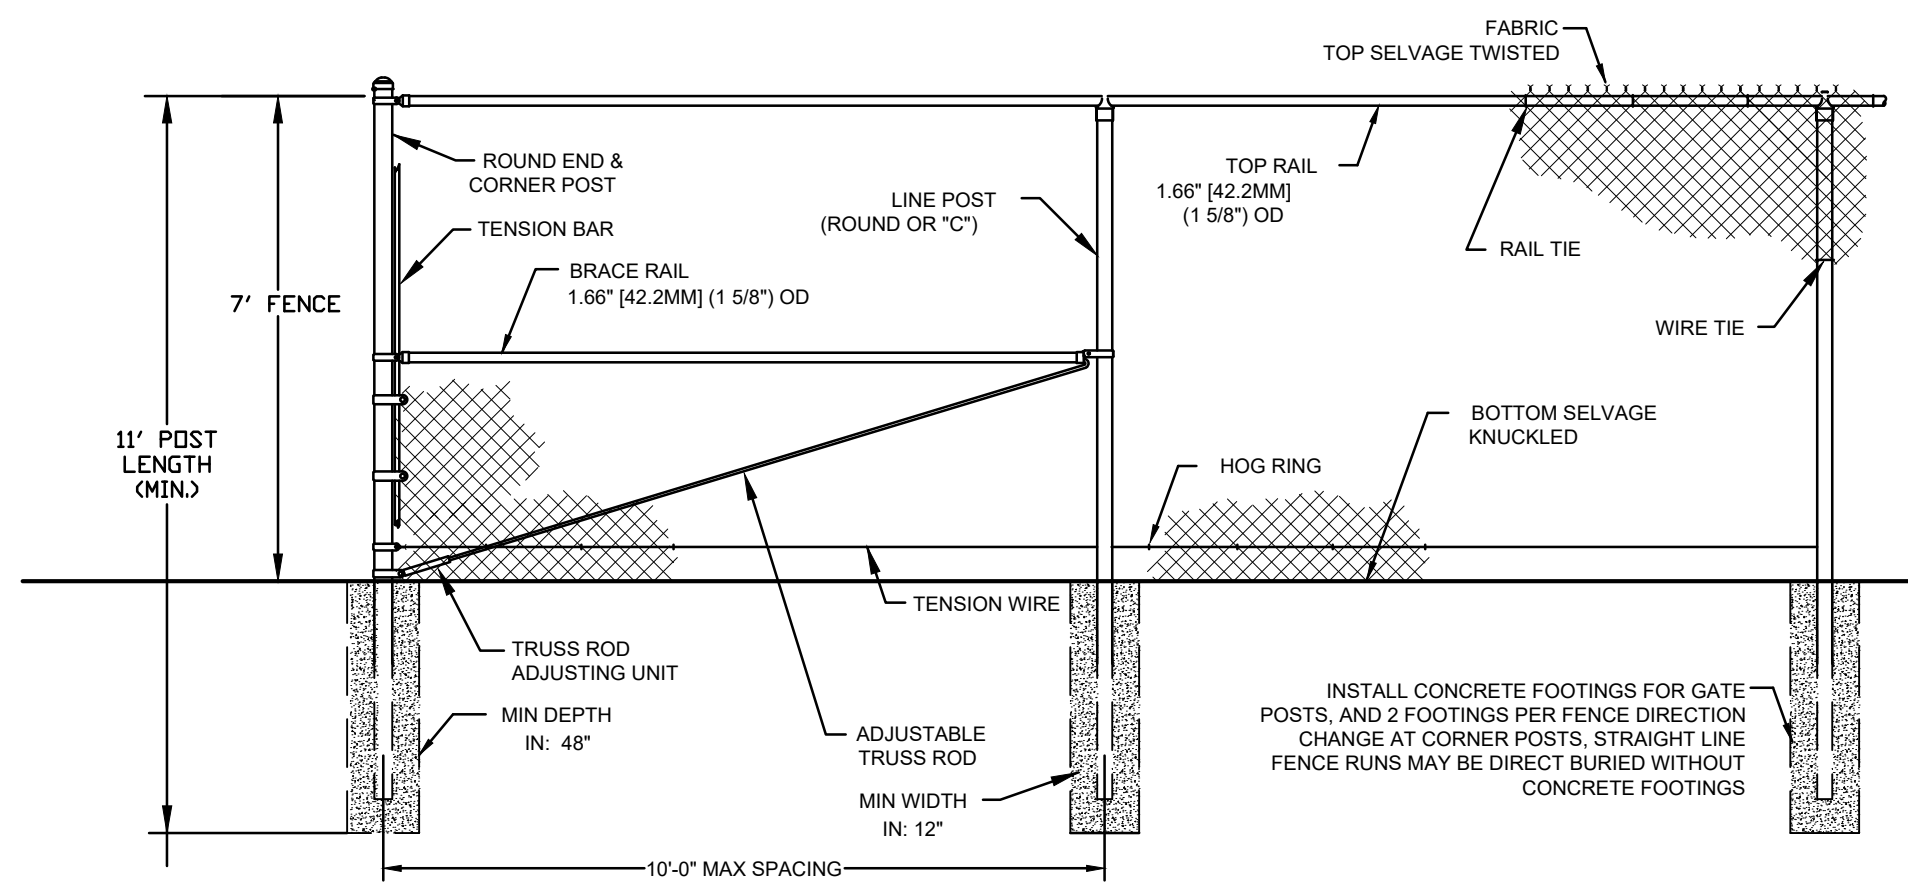 FABRIC
TOP SELVAGE TWISTED
ROUND END &
CORNER POST
TOP RAIL
1.66" [42.2MM]
(1 5/8") OD
LINE POST
(ROUND OR "C")
TENSION BAR
RAIL TIE
BRACE RAIL
1.66" [42.2MM] (1 5/8") OD
7' FENCE
WIRE TIE
11' POST
LENGTH
(MIN.)
BOTTOM SELVAGE
KNUCKLED
HOG RING
TENSION WIRE
TRUSS ROD
ADJUSTING UNIT
MIN DEPTH
IN: 48"
ADJUSTABLE
TRUSS ROD
INSTALL CONCRETE FOOTINGS FOR GATE
POSTS, AND 2 FOOTINGS PER FENCE DIRECTION
CHANGE AT CORNER POSTS, STRAIGHT LINE
FENCE RUNS MAY BE DIRECT BURIED WITHOUT
CONCRETE FOOTINGS
MIN WIDTH
IN: 12"
10'-0" MAX SPACING